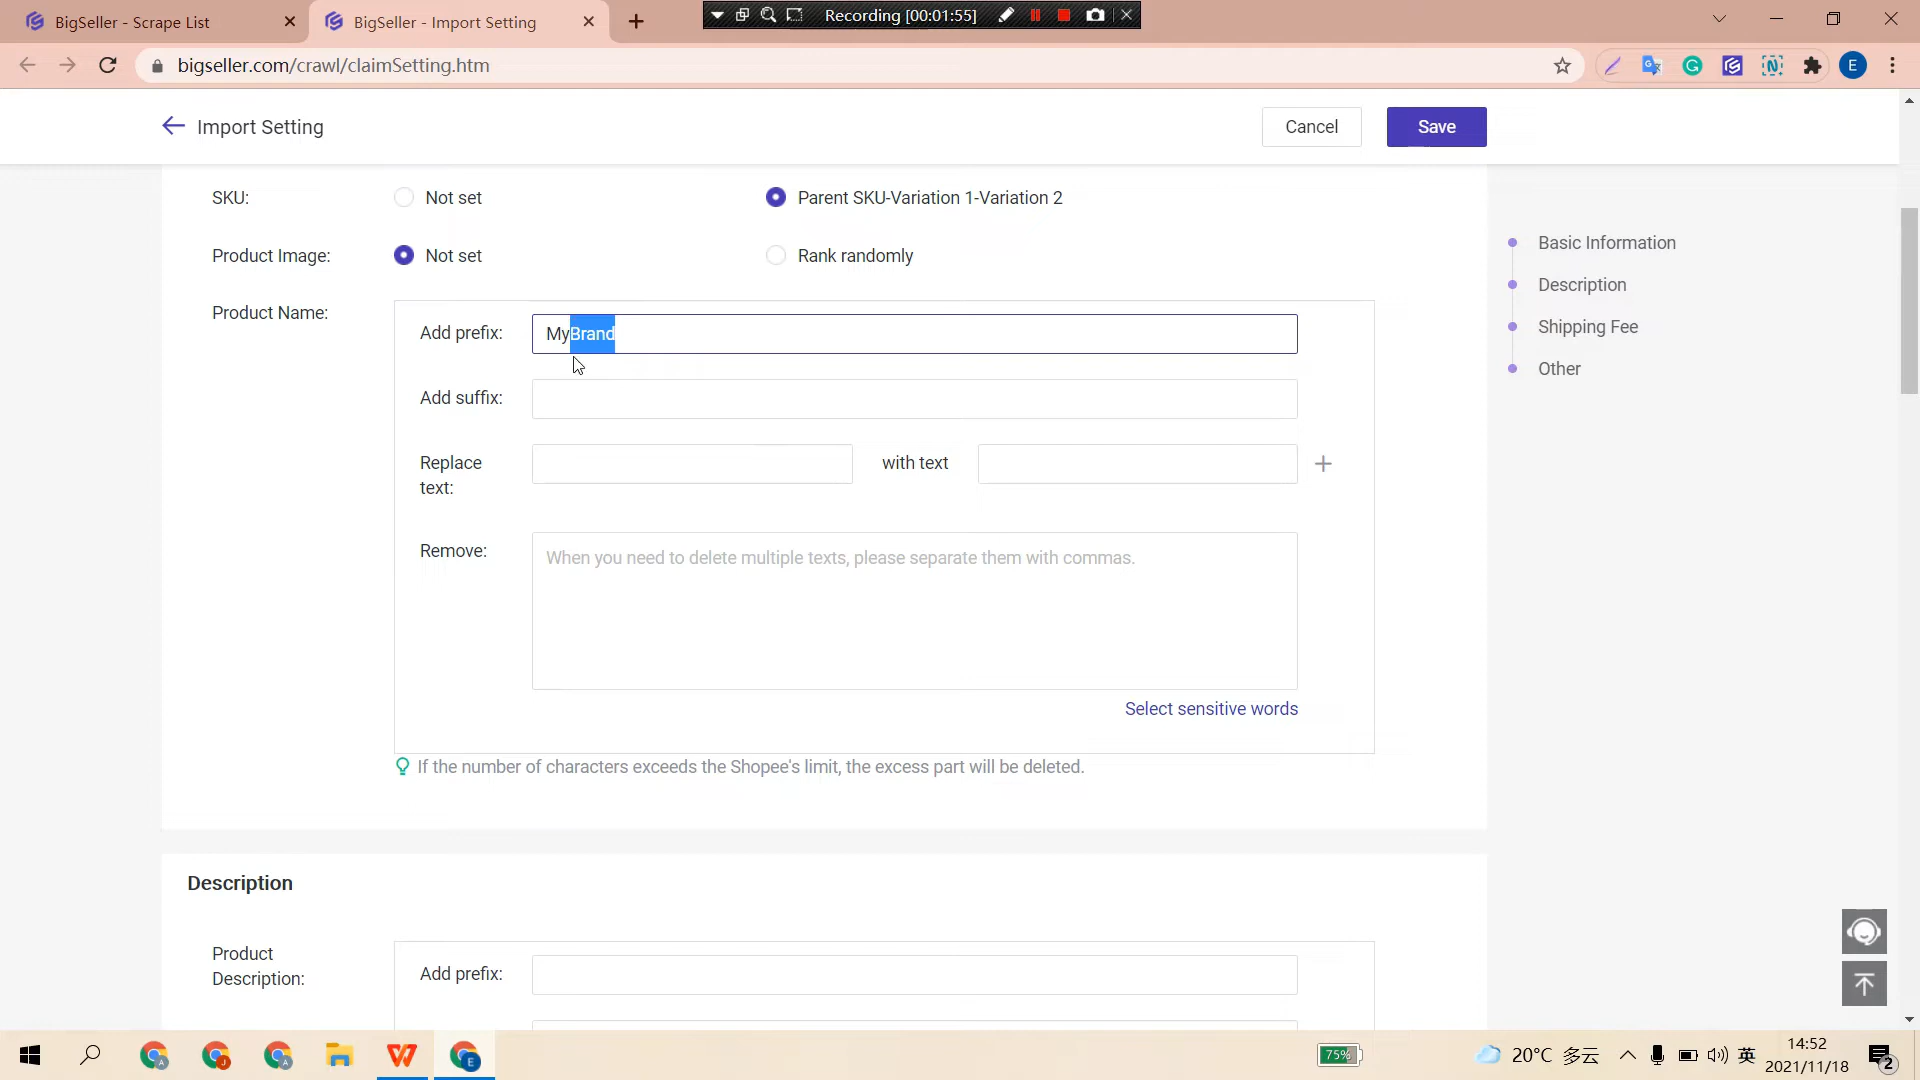 BigSeller - Scrape List
BigSeller - Import Setting
Recording [00:01:55]
bigseller.com/crawl/claimSetting.htm
E
Import Setting
Cancel
Save
SKU:
Not set
Parent SKU-Variation 1-Variation 2
Product Image:
Not set
Rank randomly
Product Name:
Add prefix:
MyBrand
Add suffix:
Replace text:
with text
Remove:
When you need to delete multiple texts, please separate them with commas.
Select sensitive words
If the number of characters exceeds the Shopee's limit, the excess part will be deleted.
Basic Information
Description
Shipping Fee
Other
Description
Product Description:
Add prefix:
75%
20°C 多云
英
14:52
2021/11/18
2